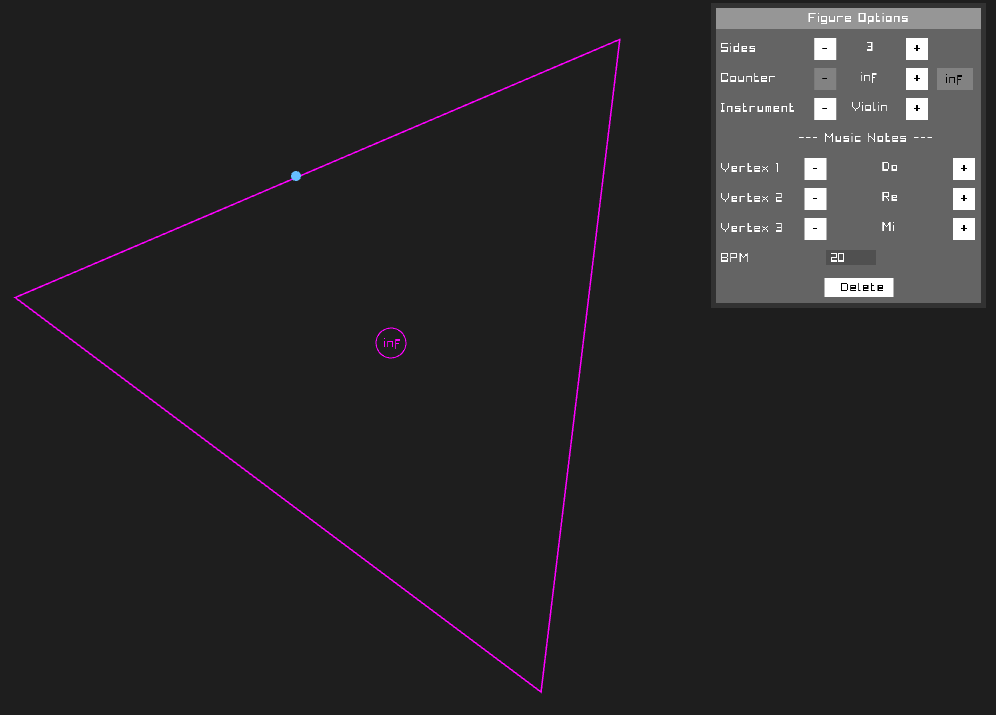 Figure Options
Sides - 3 +
Counter - inf + inf
Instrument - Violin +
--- Music Notes ---
Vertex 1 - Do +
Vertex 2 - Re +
Vertex 3 - Mi +
BPM 20
Delete
inf